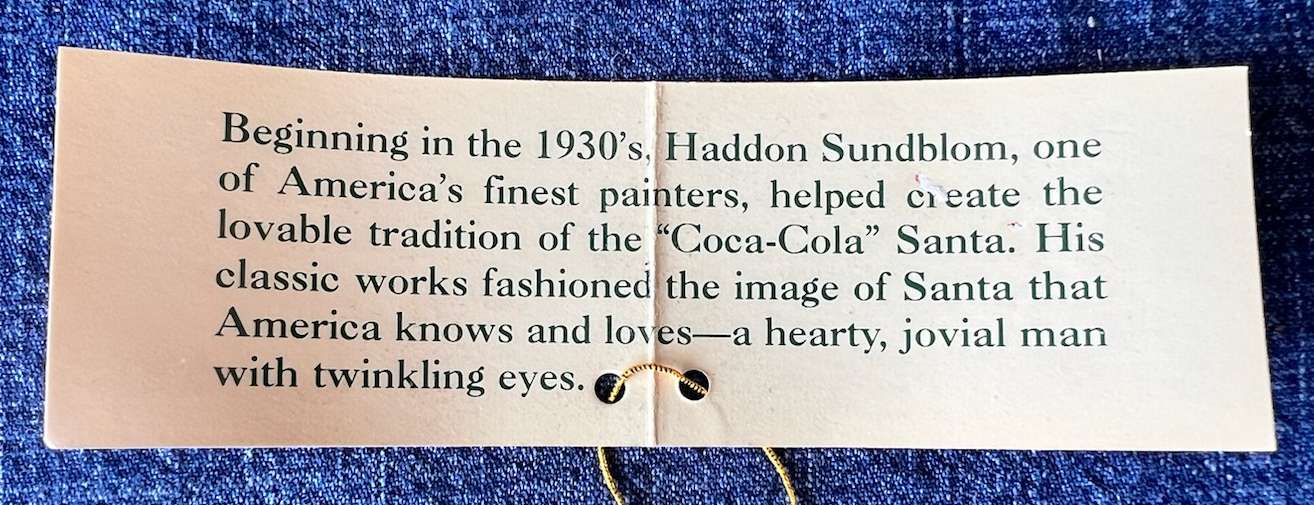 Beginning in the 1930's, Haddon Sundblom, one
of America's finest painters, helped create the
lovable tradition of the “Coca-Cola” Santa. His
classic works fashioned the image of Santa that
America knows and loves—a hearty, jovial man
with twinkling eyes.